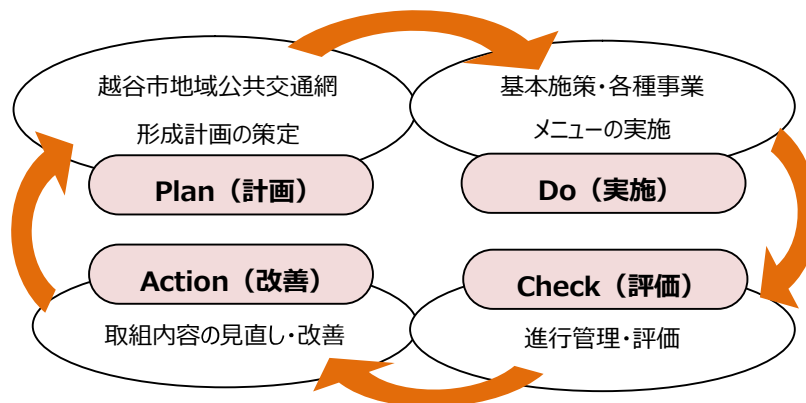 越谷市地域公共交通網
形成計画の策定
Plan（計画）
基本施策・各種事業
メニューの実施
Do（実施）
Action（改善）
取組内容の見直し・改善
Check（評価）
進行管理・評価